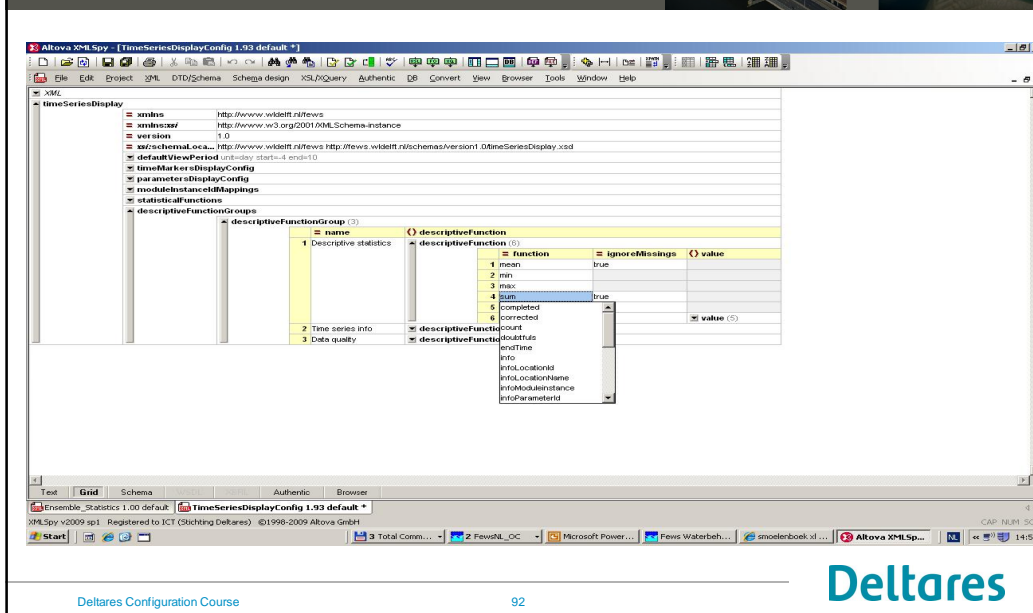 Altova XMLSpy - [TimeSeriesDisplayConfig 1.93 default *]
File Edit Project XML DTD/Schema Schema design XSL/XQuery Authentic DB Convert View Browser Tools Window Help
XML
timeSeriesDisplay
= xmlns http://www.wldelft.nl/fews
= xmlns:xsi http://www.w3.org/2001/XMLSchema-instance
= version 1.0
= xsi:schemaLoca... http://www.wldelft.nl/fews http://fews.wldelft.nl/schemas/version1.0/timeSeriesDisplay.xsd
defaultViewPeriod unit=day start=-4 end=10
timeMarkersDisplayConfig
parametersDisplayConfig
moduleInstanceIdMappings
statisticalFunctions
descriptiveFunctionGroups
descriptiveFunctionGroup (3)
= name () descriptiveFunction
1 Descriptive statistics descriptiveFunction (6)
= function = ignoreMissings () value
1 mean true
2 min
3 max
4 sum true
5 completed
6 corrected value (5)
2 Time series info descriptiveFunctio count
doubtfuls
3 Data quality descriptiveFunctio endTime
info
infoLocationId
infoLocationName
infoModuleinstance
infoParameterId
Text Grid Schema WSDL XBRL Authentic Browser
Ensemble_Statistics 1.00 default TimeSeriesDisplayConfig 1.93 default *
XMLSpy v2009 sp1 Registered to ICT (Stichting Deltares) ©1998-2009 Altova GmbH CAP NUM SC
Start 3 Total Comm... 2 FewsNL_OC Microsoft Power... Fews Waterbeh... smoelenboek.xl ... Altova XMLSp... NL 14:5
Deltares Configuration Course 92 Deltares